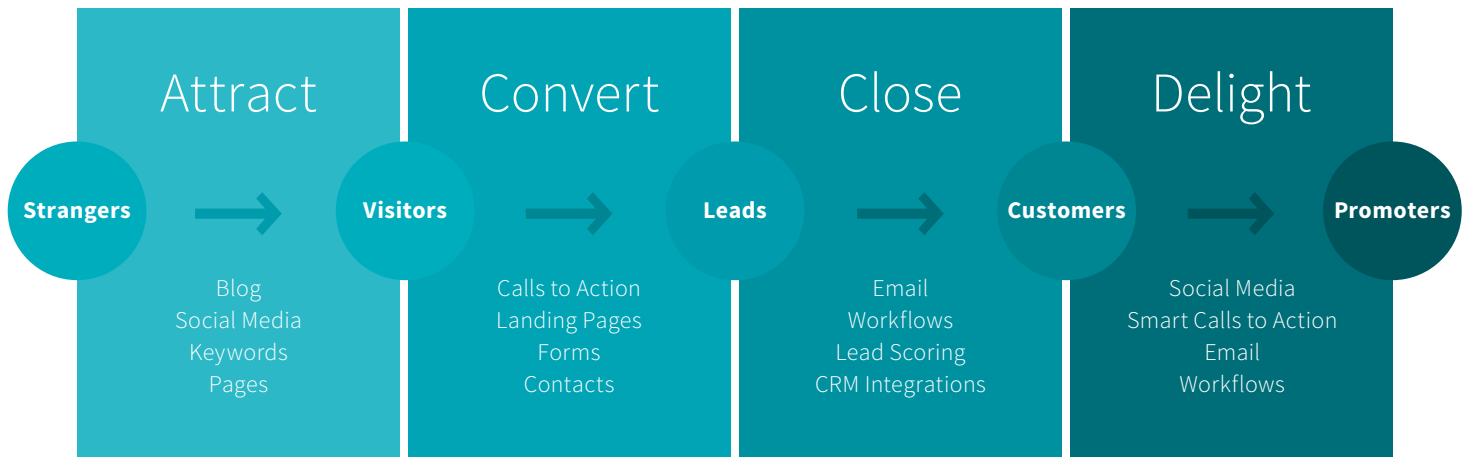 Attract
Convert
Close
Delight
Strangers
Visitors
Leads
Customers
Promoters
Blog
Social Media
Keywords
Pages
Calls to Action
Landing Pages
Forms
Contacts
Email
Workflows
Lead Scoring
CRM Integrations
Social Media
Smart Calls to Action
Email
Workflows